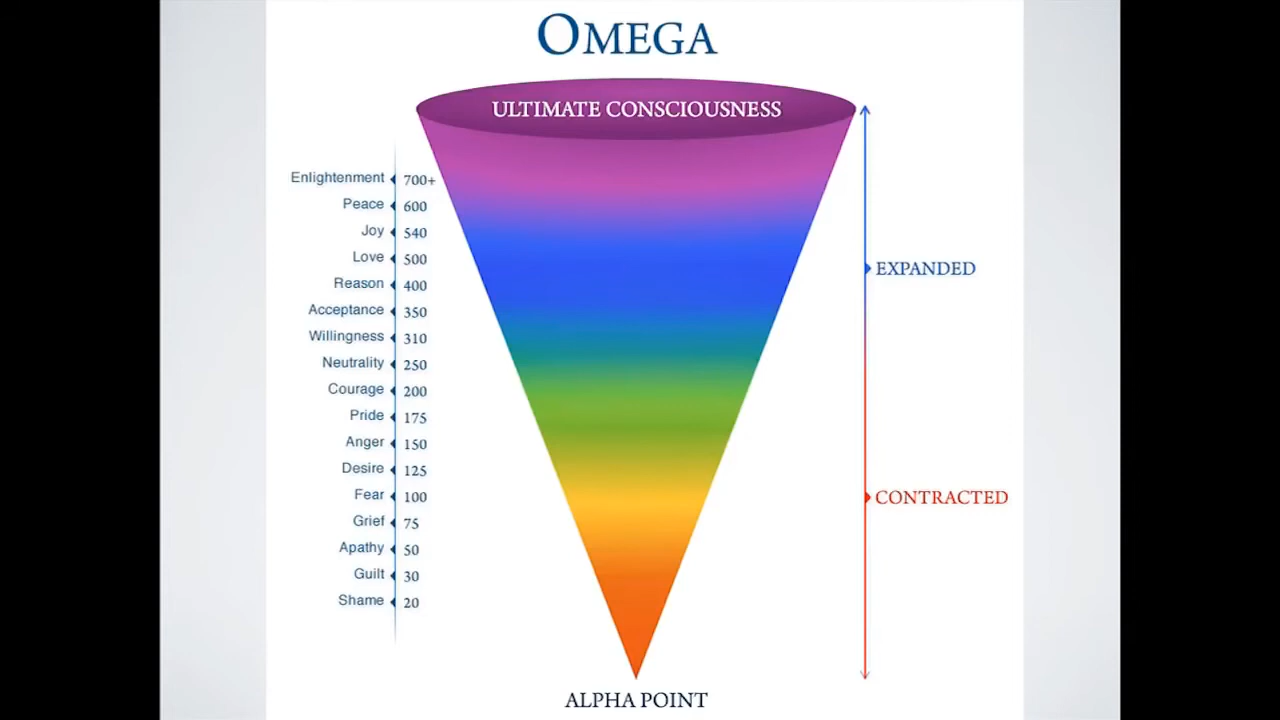 OMEGA
ULTIMATE CONSCIOUSNESS
Enlightenment 700+
Peace 600
Joy 540
Love 500
Reason 400
Acceptance 350
Willingness 310
Neutrality 250
Courage 200
Pride 175
Anger 150
Desire 125
Fear 100
Grief 75
Apathy 50
Guilt 30
Shame 20
EXPANDED
CONTRACTED
ALPHA POINT